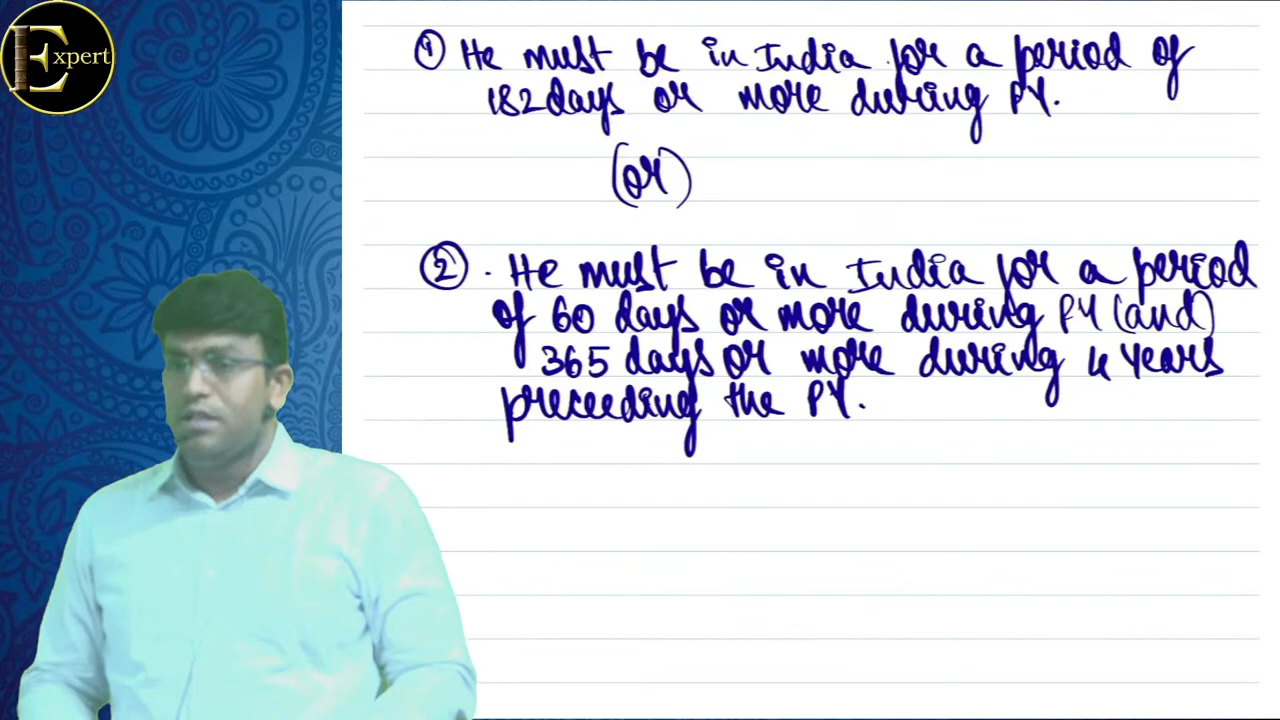 Expert
① He must be in India for a period of
182 days or more during PY.
(or)
② . He must be in India for a period
of 60 days or more during PY (and)
365 days or more during 4 Years
preceeding the PY.